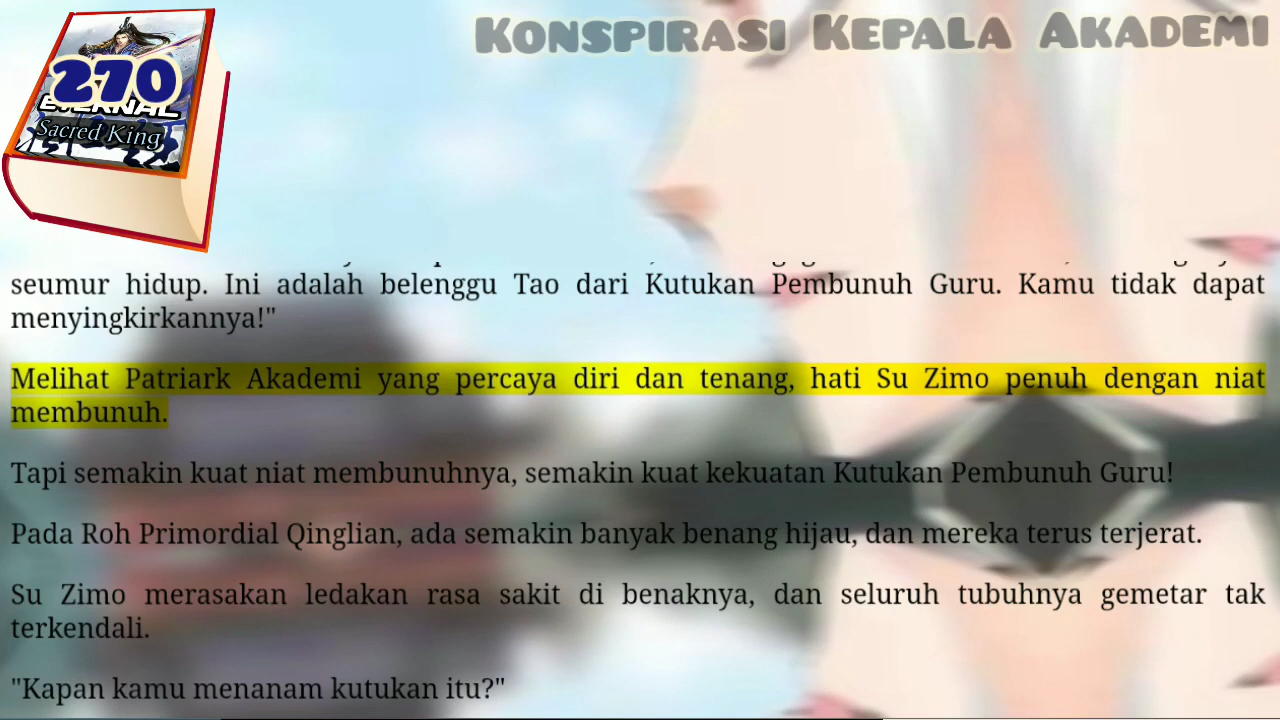 Konspirasi Kepala Akademi
270
ETERNAL
Sacred King
seumur hidup. Ini adalah belenggu Tao dari Kutukan Pembunuh Guru. Kamu tidak dapat
menyingkirkannya!"
Melihat Patriark Akademi yang percaya diri dan tenang, hati Su Zimo penuh dengan niat
membunuh.
Tapi semakin kuat niat membunuhnya, semakin kuat kekuatan Kutukan Pembunuh Guru!
Pada Roh Primordial Qinglian, ada semakin banyak benang hijau, dan mereka terus terjerat.
Su Zimo merasakan ledakan rasa sakit di benaknya, dan seluruh tubuhnya gemetar tak
terkendali.
"Kapan kamu menanam kutukan itu?"